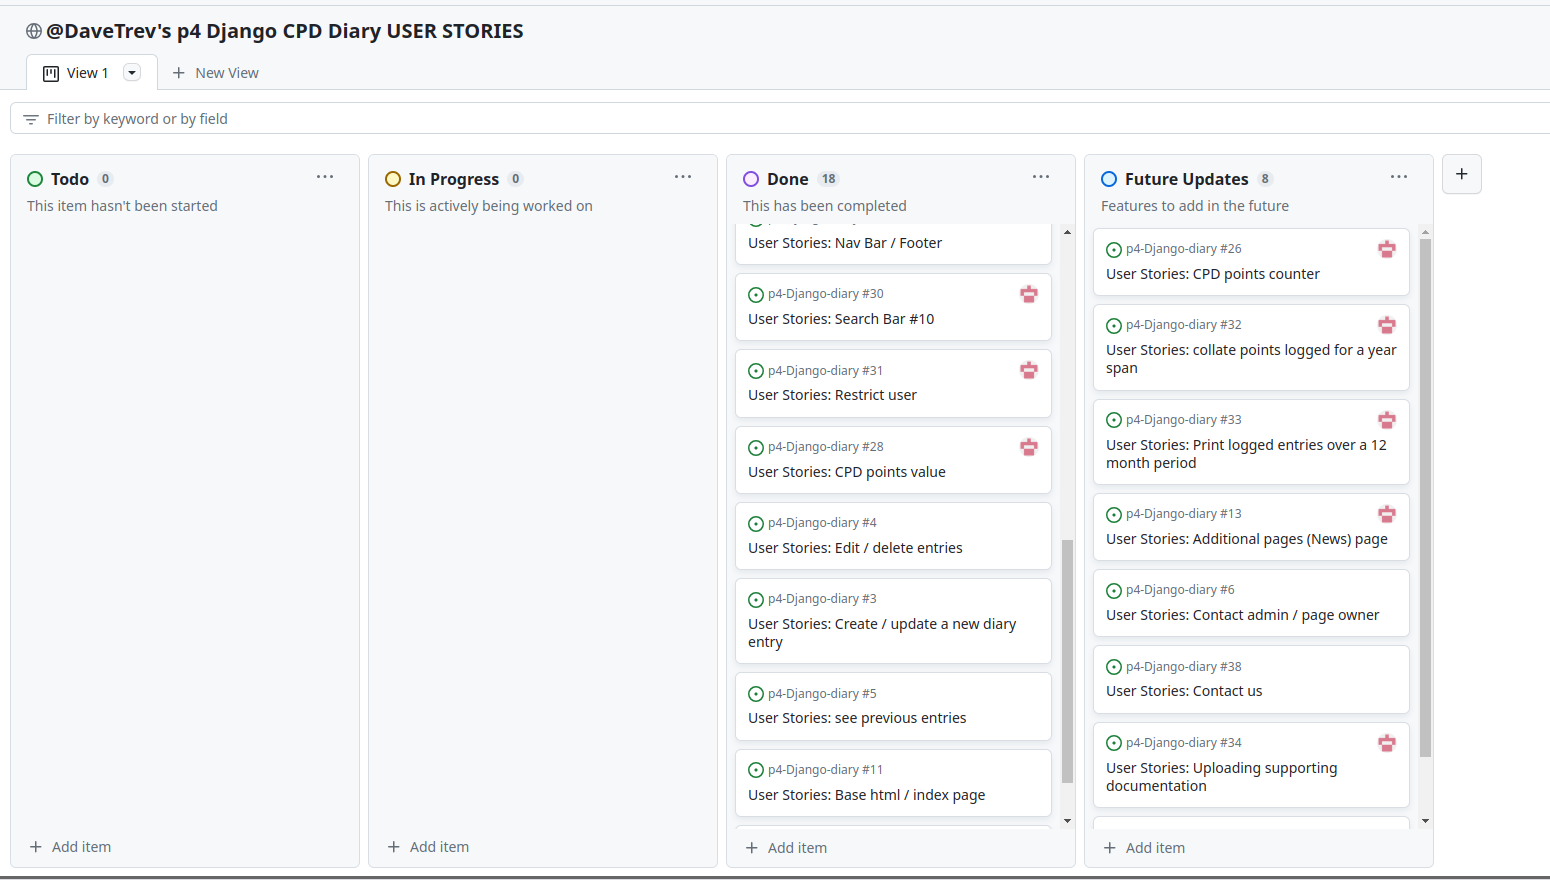 @DaveTrev's p4 Django CPD Diary USER STORIES
View 1
New View
Filter by keyword or by field
Todo 0
This item hasn't been started
Add item
In Progress 0
This is actively being worked on
Add item
Done 18
This has been completed
User Stories: Nav Bar / Footer
p4-Django-diary #30
User Stories: Search Bar #10
p4-Django-diary #31
User Stories: Restrict user
p4-Django-diary #28
User Stories: CPD points value
p4-Django-diary #4
User Stories: Edit / delete entries
p4-Django-diary #3
User Stories: Create / update a new diary
entry
p4-Django-diary #5
User Stories: see previous entries
p4-Django-diary #11
User Stories: Base html / index page
Add item
Future Updates 8
Features to add in the future
p4-Django-diary #26
User Stories: CPD points counter
p4-Django-diary #32
User Stories: collate points logged for a year
span
p4-Django-diary #33
User Stories: Print logged entries over a 12
month period
p4-Django-diary #13
User Stories: Additional pages (News) page
p4-Django-diary #6
User Stories: Contact admin / page owner
p4-Django-diary #38
User Stories: Contact us
p4-Django-diary #34
User Stories: Uploading supporting
documentation
Add item